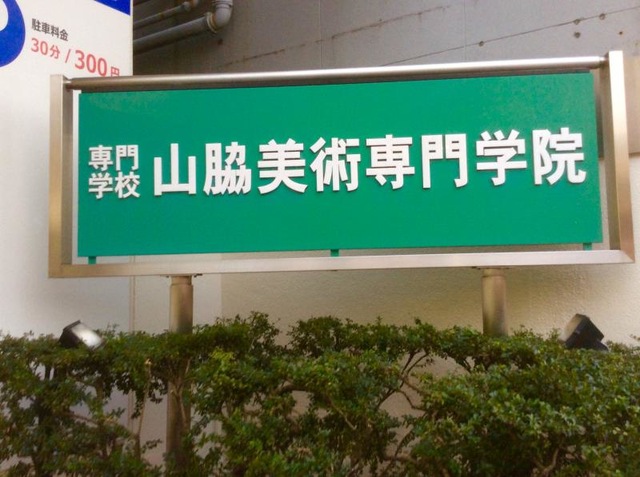 駐車料金
30分/300円
専門
学校
山脇美術専門学院